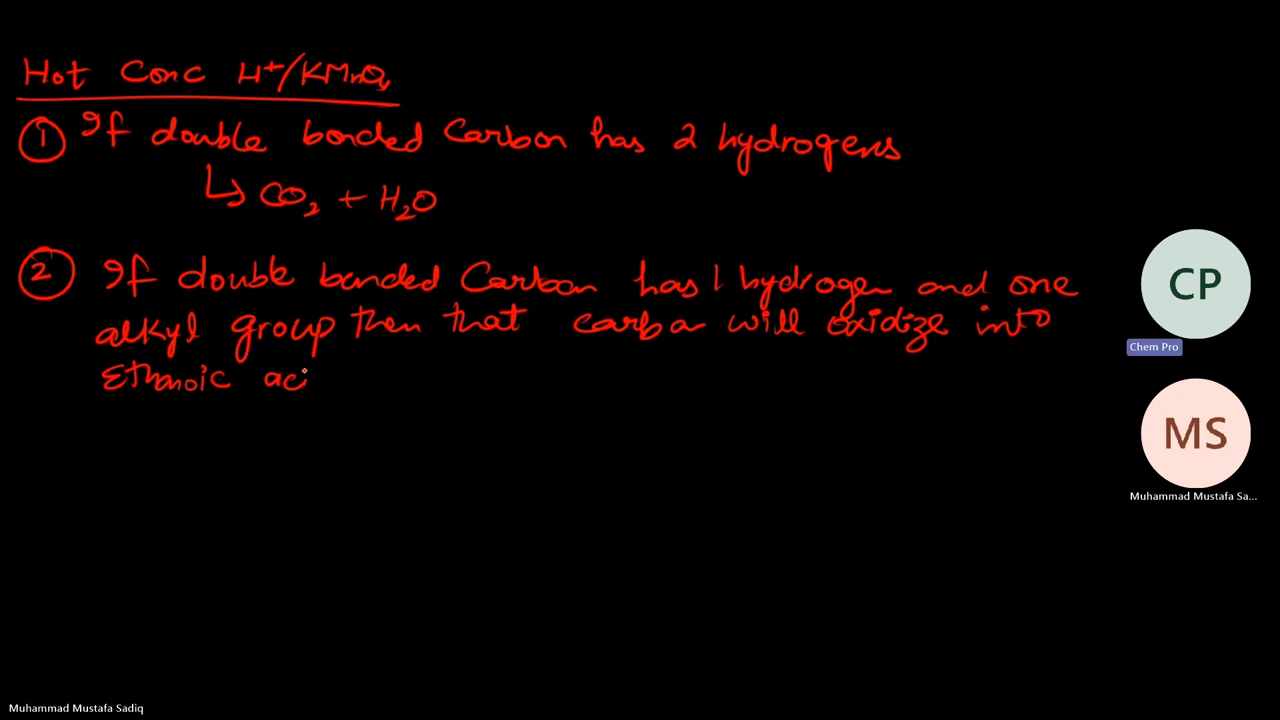 Hot Conc H⁺/KMnO₄
① If double bonded Carbon has 2 hydrogens
↳ CO₂ + H₂O
② If double bonded Carbon has 1 hydrogen and one
alkyl group then that carbon will oxidize into
Ethanoic aci
CP
Chem Pro
MS
Muhammad Mustafa Sa...
Muhammad Mustafa Sadiq